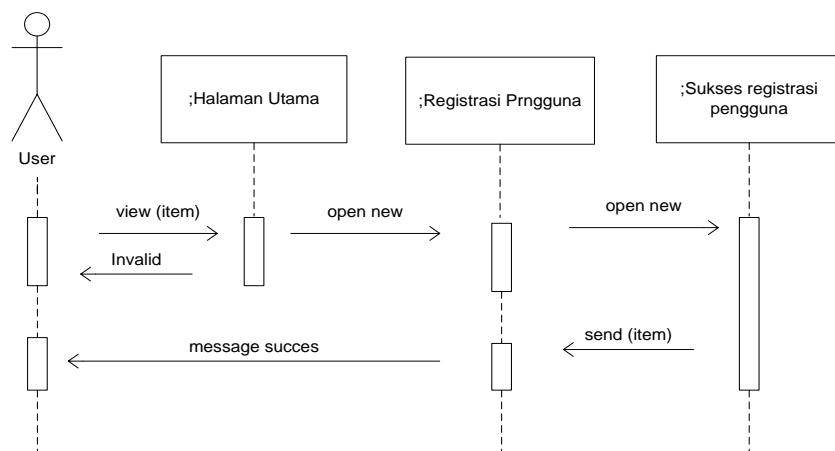 ;Halaman Utama
;Registrasi Prngguna
;Sukses registrasi
pengguna
User
view (item)
open new
open new
Invalid
send (item)
message succes